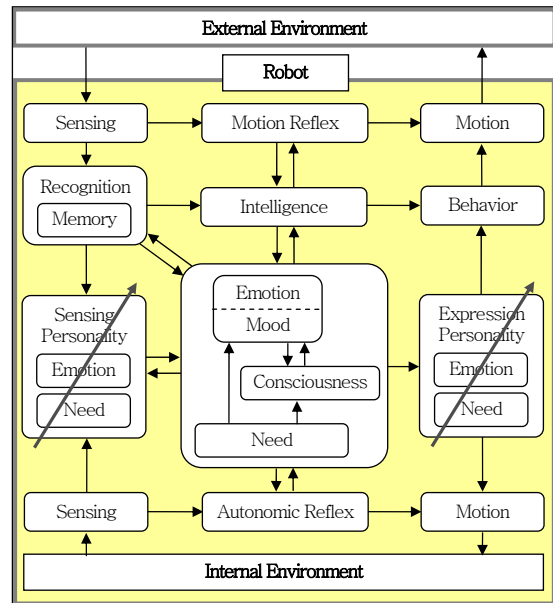 External Environment
Robot
Sensing
Motion Reflex
Motion
Recognition
Memory
Intelligence
Behavior
Sensing
Personality
Emotion
Need
Emotion
Mood
Consciousness
Need
Expression
Personality
Emotion
Need
Sensing
Autonomic Reflex
Motion
Internal Environment